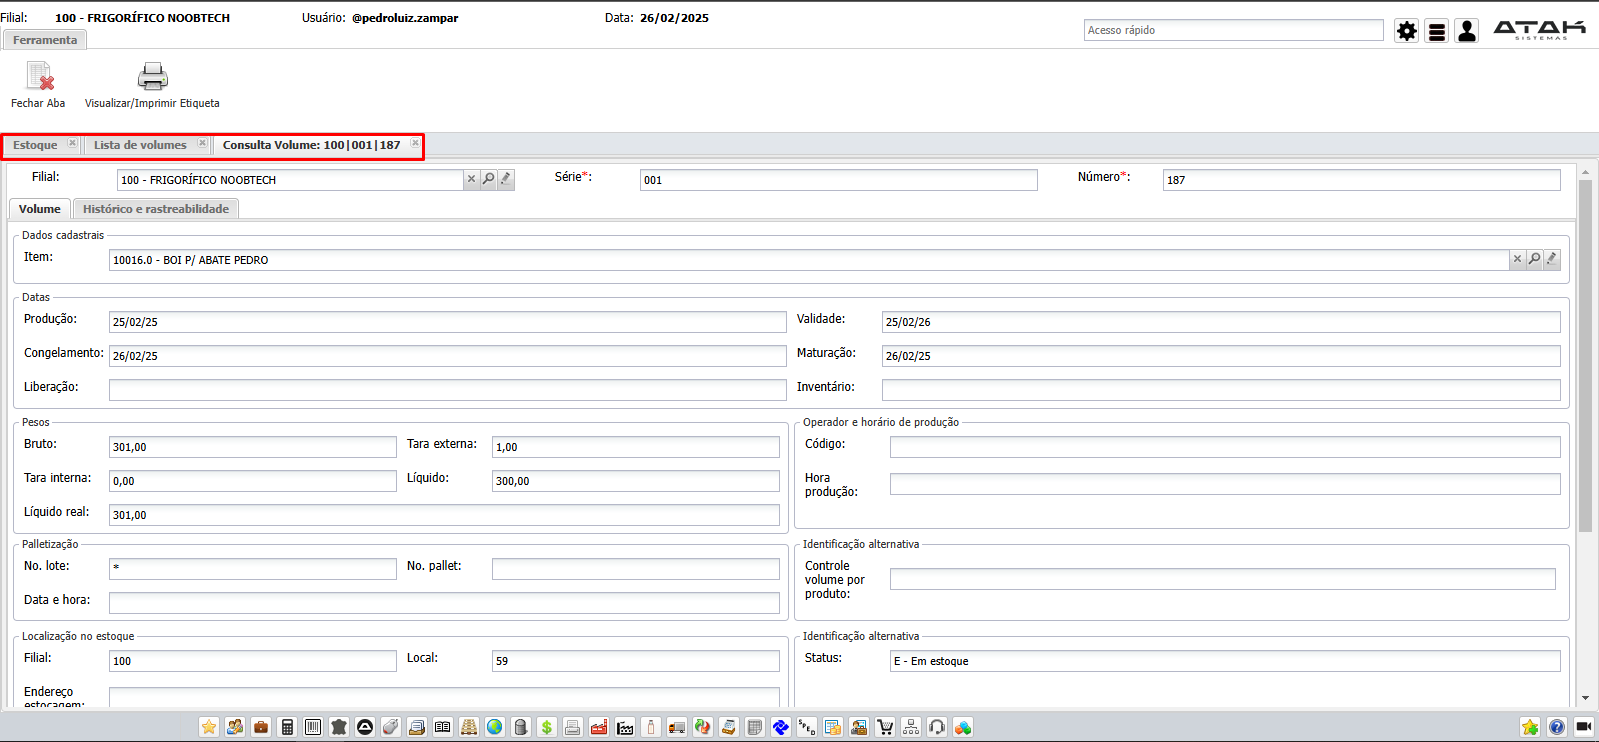 Filial: 100 - FRIGORÍFICO NOOBTECH Usuário: @pedroluiz.zampar Data: 26/02/2025
Acesso rápido
ATAK
SISTEMAS
Ferramenta
Fechar Aba Visualizar/Imprimir Etiqueta
Estoque Lista de volumes Consulta Volume: 100|001|187
Filial: 100 - FRIGORÍFICO NOOBTECH Série*: 001 Número*: 187
Volume Histórico e rastreabilidade
Dados cadastrais
Item: 10016.0 - BOI P/ ABATE PEDRO
Datas
Produção: 25/02/25 Validade: 25/02/26
Congelamento: 26/02/25 Maturação: 26/02/25
Liberação: Inventário:
Pesos
Bruto: 301,00 Tara externa: 1,00
Tara interna: 0,00 Líquido: 300,00
Líquido real: 301,00
Operador e horário de produção
Código:
Hora
produção:
Palletização
No. lote: * No. pallet:
Data e hora:
Identificação alternativa
Controle
volume por
produto:
Localização no estoque
Filial: 100 Local: 59
Endereço
estocagem:
Identificação alternativa
Status: E - Em estoque
SPED